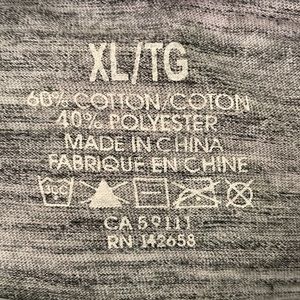 XL/TG
60% COTTON/COTON
40% POLYESTER
MADE IN CHINA
FABRIQUE EN CHINE
CA 59111
RN 142658